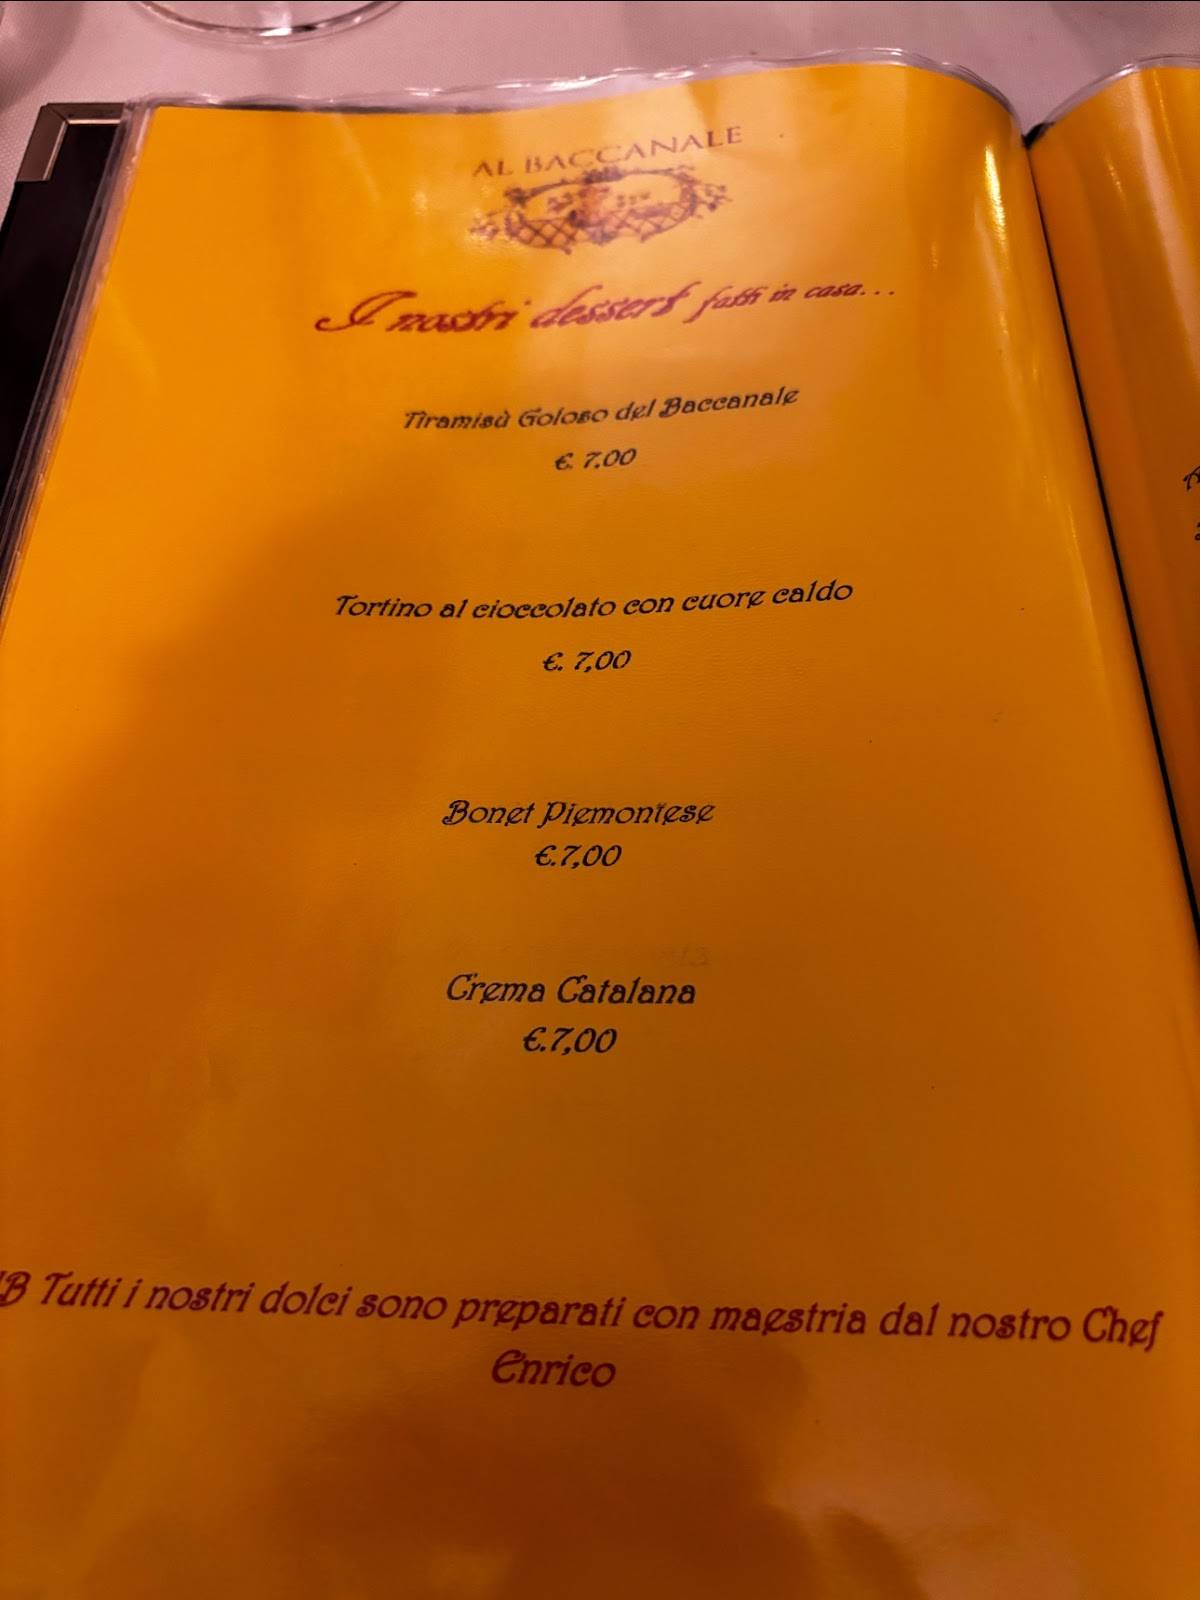 AL BACCANALE
I nostri dessert fatti in casa...
Tiramisù Goloso del Baccanale
€. 7.00
Tortino al cioccolato con cuore caldo
€. 7,00
Bonet Piemontese
€.7,00
Crema Catalana
€.7,00
B Tutti i nostri dolci sono preparati con maestria dal nostro Chef
Enrico